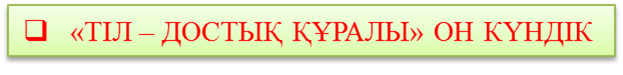 ❑ «ТІЛ – ДОСТЫҚ ҚҰРАЛЫ» ОН КҮНДІК